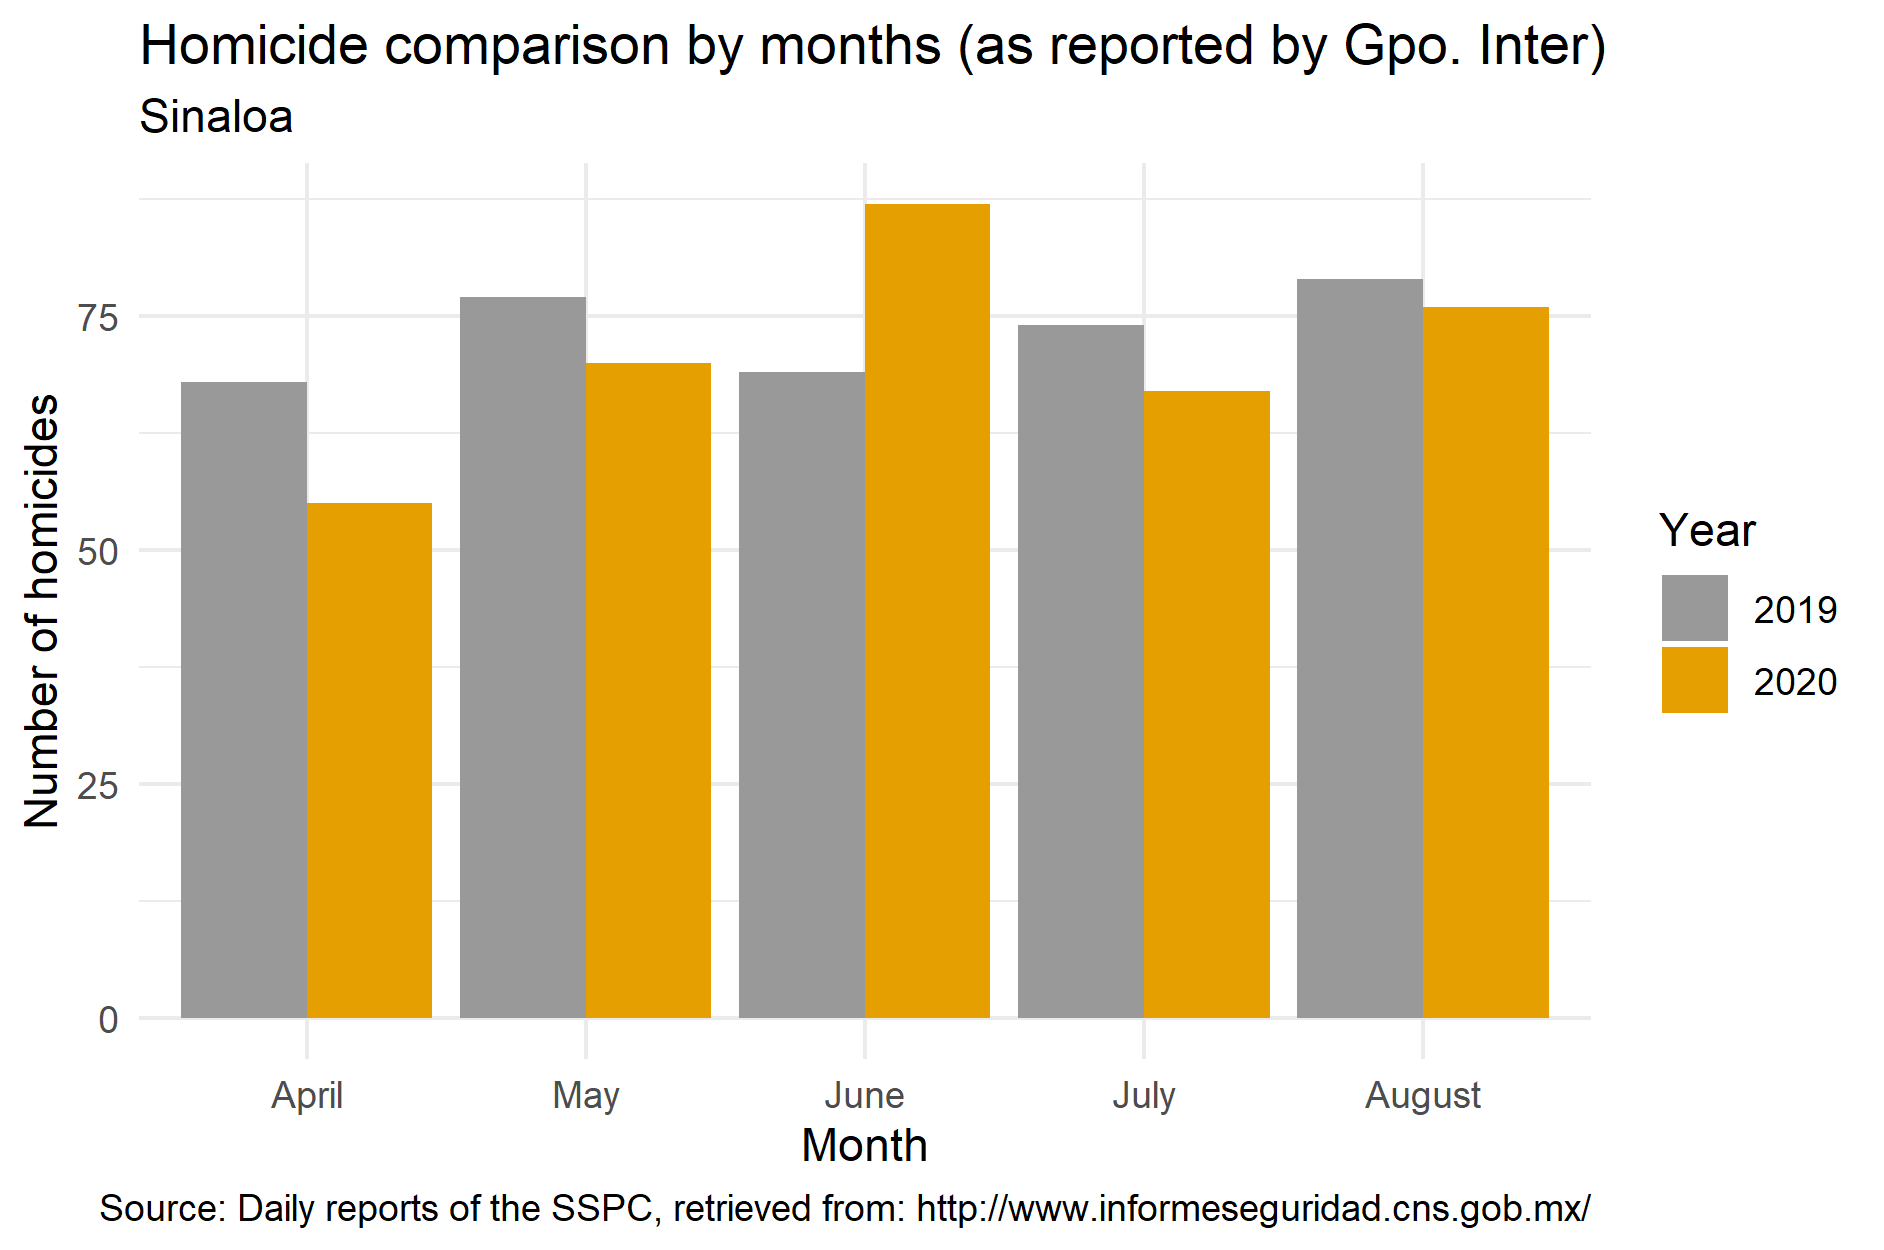 Homicide comparison by months (as reported by Gpo. Inter)
Sinaloa
Number of homicides
75
50
25
0
April May June July August
Month
Year
2019
2020
Source: Daily reports of the SSPC, retrieved from: http://www.informeseguridad.cns.gob.mx/